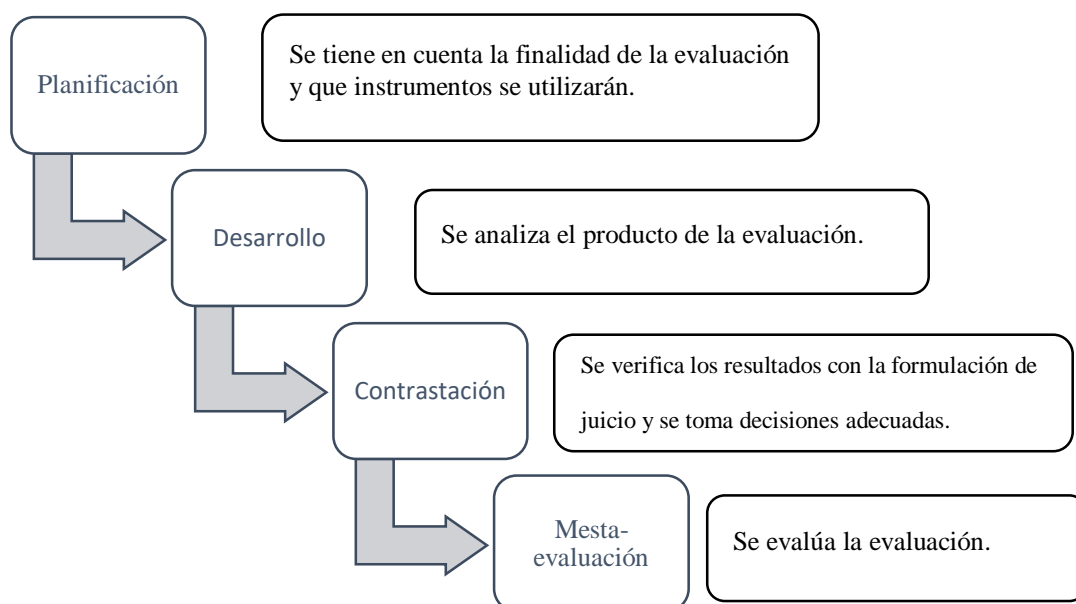 Planificación
Se tiene en cuenta la finalidad de la evaluación
y que instrumentos se utilizarán.
Desarrollo
Se analiza el producto de la evaluación.
Contrastación
Se verifica los resultados con la formulación de
juicio y se toma decisiones adecuadas.
Mesta-
evaluación
Se evalúa la evaluación.